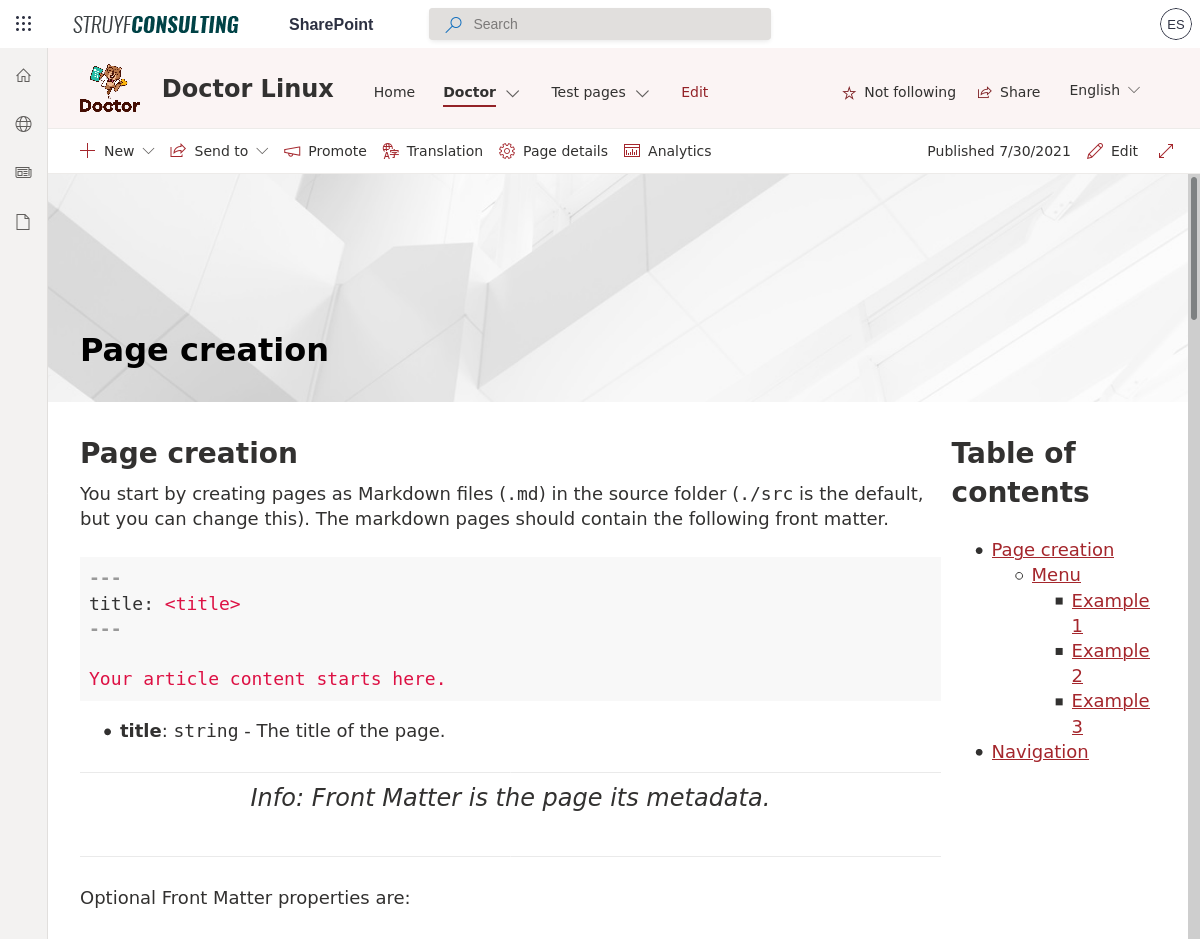 STRUYFCONSULTING SharePoint Search ES
Doctor Doctor Linux Home Doctor Test pages Edit Not following Share English
New Send to Promote Translation Page details Analytics Published 7/30/2021 Edit
Page creation
Page creation
You start by creating pages as Markdown files (.md) in the source folder (./src is the default,
but you can change this). The markdown pages should contain the following front matter.
---
title: <title>
---
Your article content starts here.
• title: string - The title of the page.
Info: Front Matter is the page its metadata.
Optional Front Matter properties are:
Table of
contents
• Page creation
○ Menu
▪ Example
1
▪ Example
2
▪ Example
3
• Navigation